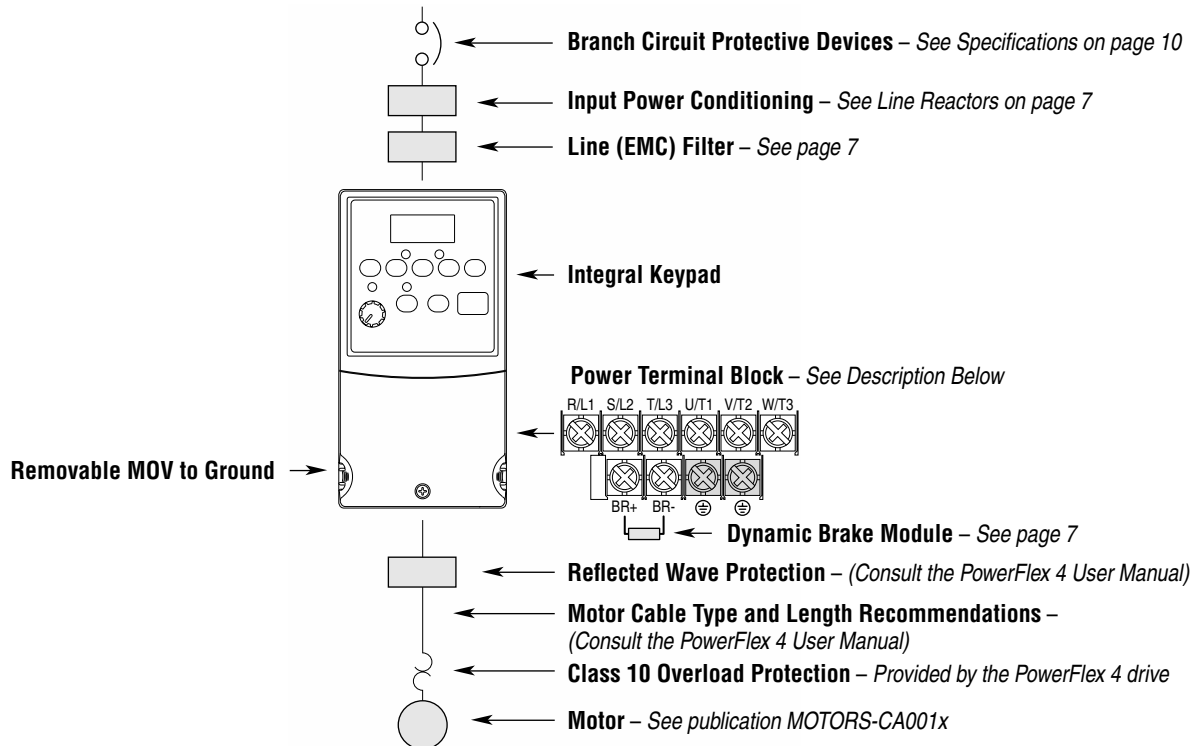 Branch Circuit Protective Devices – See Specifications on page 10
Input Power Conditioning – See Line Reactors on page 7
Line (EMC) Filter – See page 7
Integral Keypad
Power Terminal Block – See Description Below
R/L1 S/L2 T/L3 U/T1 V/T2 W/T3
Removable MOV to Ground
BR+ BR-
Dynamic Brake Module – See page 7
Reflected Wave Protection – (Consult the PowerFlex 4 User Manual)
Motor Cable Type and Length Recommendations –
(Consult the PowerFlex 4 User Manual)
Class 10 Overload Protection – Provided by the PowerFlex 4 drive
Motor – See publication MOTORS-CA001x